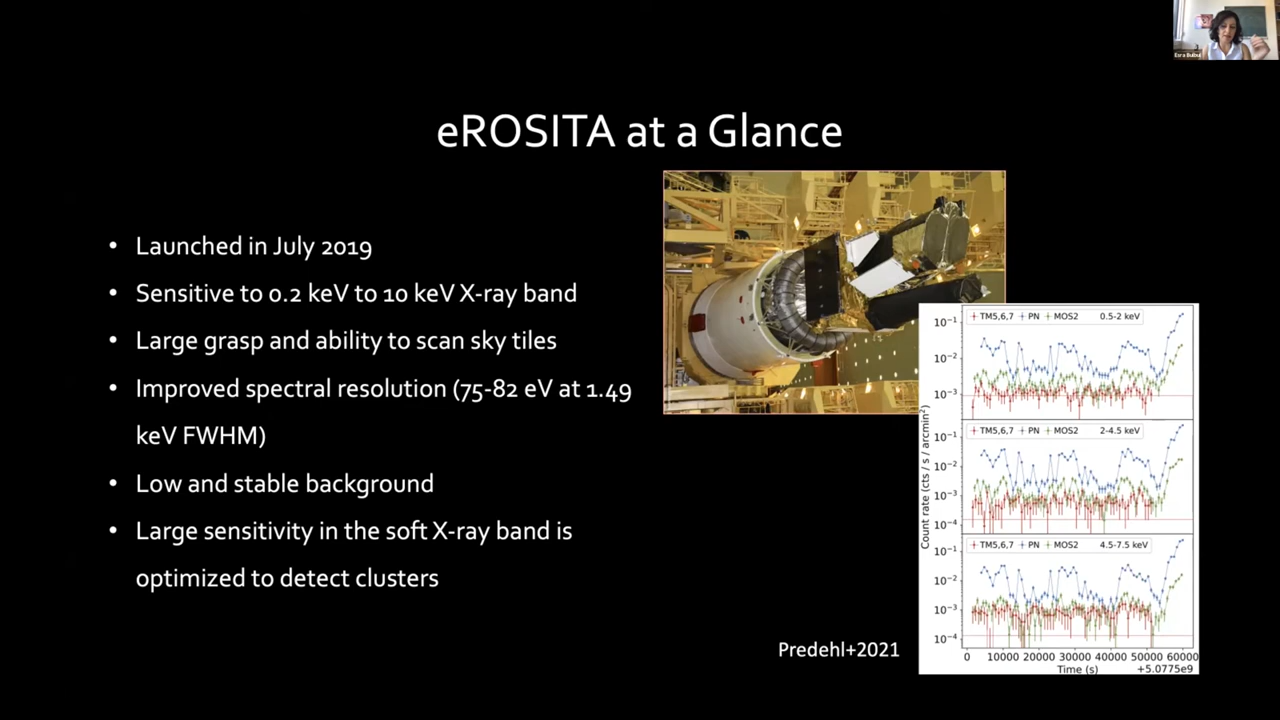 Esra Bulbul
eROSITA at a Glance
• Launched in July 2019
• Sensitive to 0.2 keV to 10 keV X-ray band
• Large grasp and ability to scan sky tiles
• Improved spectral resolution (75-82 eV at 1.49
keV FWHM)
• Low and stable background
• Large sensitivity in the soft X-ray band is
optimized to detect clusters
Predehl+2021
TM5,6,7 PN MOS2 0.5-2 keV
10⁻¹
10⁻²
10⁻³
TM5,6,7 PN MOS2 2-4.5 keV
10⁻¹
10⁻²
10⁻³
10⁻⁴
TM5,6,7 PN MOS2 4.5-7.5 keV
10⁻¹
10⁻²
10⁻³
10⁻⁴
Count rate (cts / s / arcmin²)
0 10000 20000 30000 40000 50000 60000
Time (s) +5.0775e9